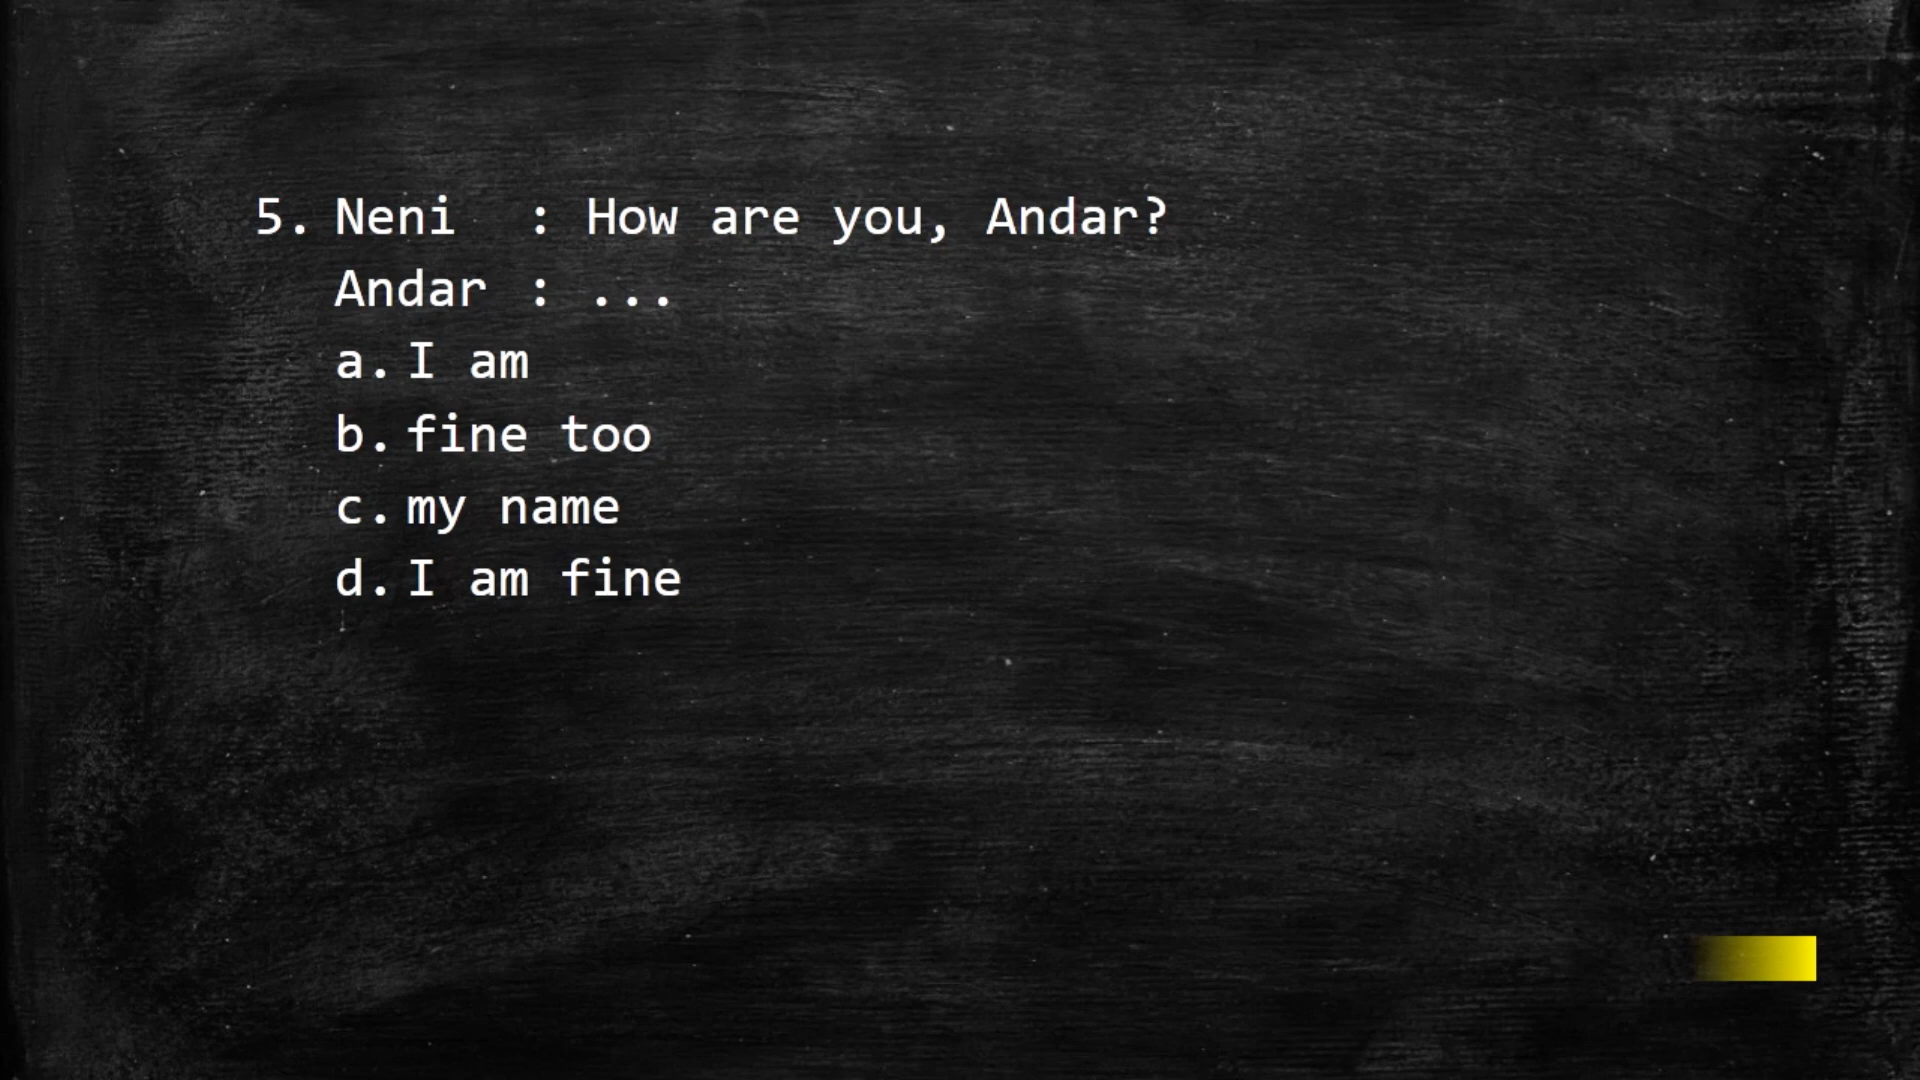 5. Neni : How are you, Andar?
Andar : ...
a. I am
b. fine too
c. my name
d. I am fine